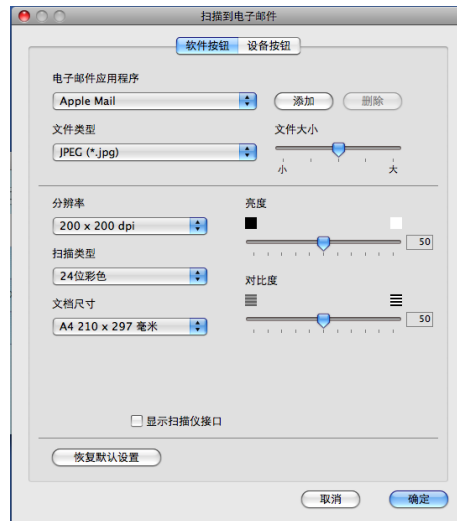 扫描到电子邮件
软件按钮 设备按钮
电子邮件应用程序
Apple Mail 添加 删除
文件类型 文件大小
JPEG (*.jpg)
小 大
分辨率 亮度
200 x 200 dpi
50
扫描类型
24位彩色 对比度
文档尺寸
A4 210 x 297 毫米 50
显示扫描仪接口
恢复默认设置
取消 确定